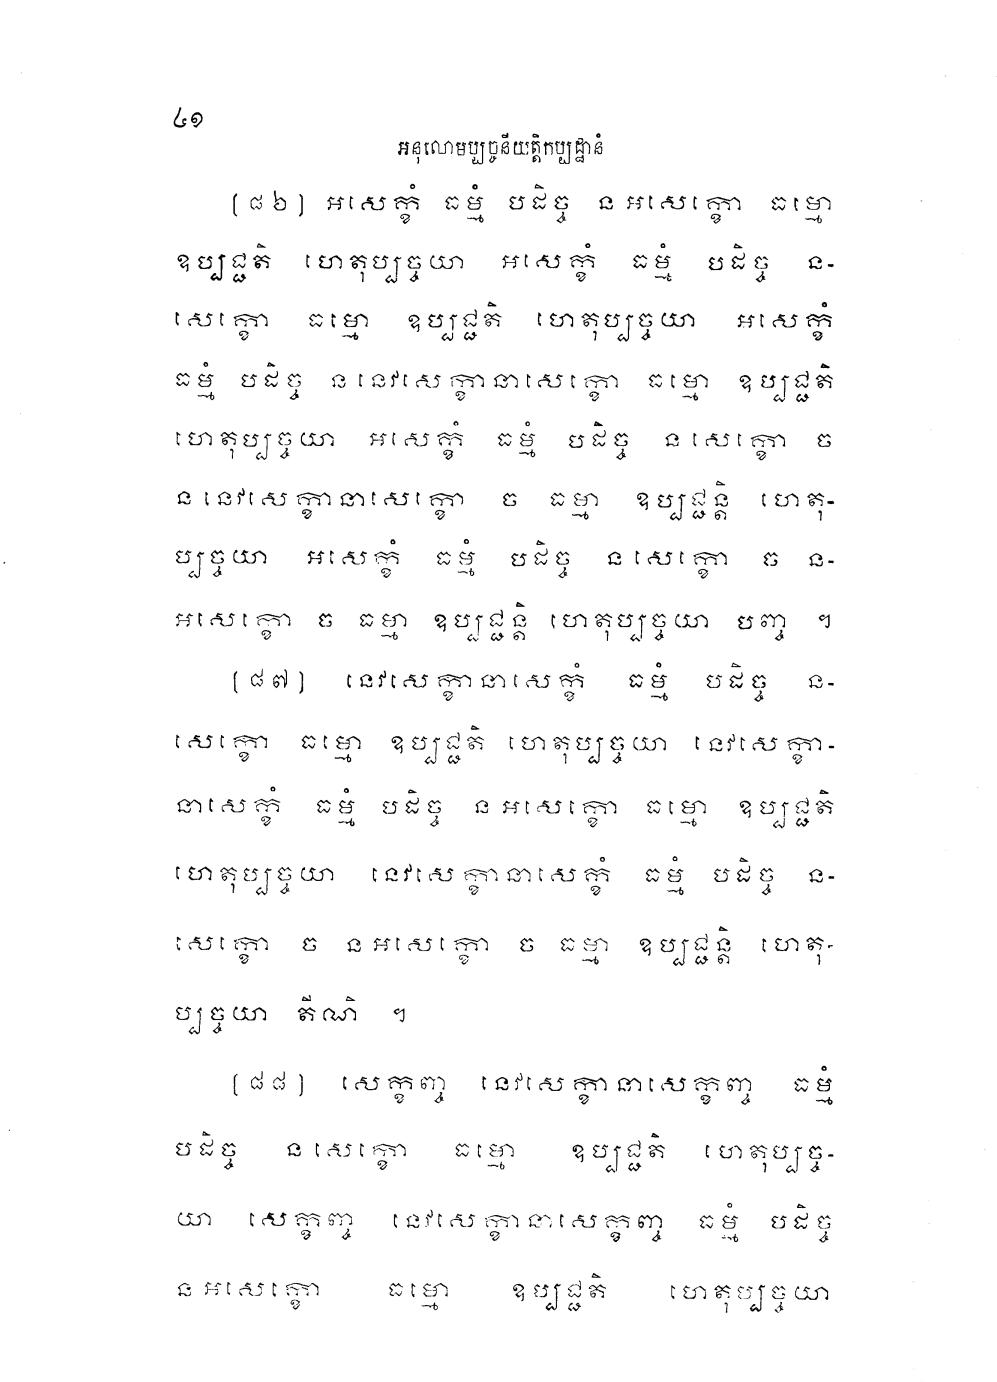 ៤១
អនុលោមប្បច្ចនីយត្តិកប្បដ្ឋានំ
(៨៦) អសេក្ខំ ធម្មំ បដិច្ច ន អសេក្ខោ ធម្មោ
ឧប្បជ្ជតិ ហេតុប្បច្ចយា អសេក្ខំ ធម្មំ បដិច្ច ន-
សេក្ខោ ធម្មោ ឧប្បជ្ជតិ ហេតុប្បច្ចយា អសេក្ខំ
ធម្មំ បដិច្ច ន នេវសេក្ខានាសេក្ខោ ធម្មោ ឧប្បជ្ជតិ
ហេតុប្បច្ចយា អសេក្ខំ ធម្មំ បដិច្ច ន សេក្ខោ ច
ន នេវសេក្ខានាសេក្ខោ ច ធម្មា ឧប្បជ្ជន្តិ ហេតុ-
ប្បច្ចយា អសេក្ខំ ធម្មំ បដិច្ច ន សេក្ខោ ច ន-
អសេក្ខោ ច ធម្មា ឧប្បជ្ជន្តិ ហេតុប្បច្ចយា បញ្ច ។
(៨៧) នេវសេក្ខានាសេក្ខំ ធម្មំ បដិច្ច ន-
សេក្ខោ ធម្មោ ឧប្បជ្ជតិ ហេតុប្បច្ចយា នេវសេក្ខា-
នាសេក្ខំ ធម្មំ បដិច្ច ន អសេក្ខោ ធម្មោ ឧប្បជ្ជតិ
ហេតុប្បច្ចយា នេវសេក្ខានាសេក្ខំ ធម្មំ បដិច្ច ន-
សេក្ខោ ច ន អសេក្ខោ ច ធម្មា ឧប្បជ្ជន្តិ ហេតុ-
ប្បច្ចយា តីណិ ។
(៨៨) សេក្ខញ្ច នេវសេក្ខានាសេក្ខញ្ច ធម្មំ
បដិច្ច ន សេក្ខោ ធម្មោ ឧប្បជ្ជតិ ហេតុប្បច្ច-
យា សេក្ខញ្ច នេវសេក្ខានាសេក្ខញ្ច ធម្មំ បដិច្ច
ន អសេក្ខោ ធម្មោ ឧប្បជ្ជតិ ហេតុប្បច្ចយា